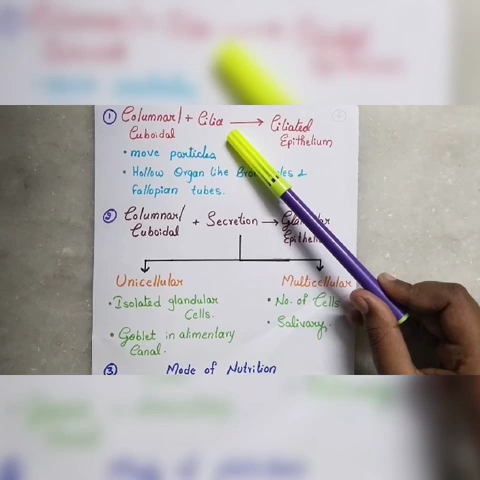 ① Columnar/ + Cilia → Ciliated
Cuboidal Epithelium
• move particles
• Hollow Organ like &
fallopian tubes.
② Columnar/ + Secretion →
Cuboidal
Unicellular Multicellular
• Isolated glandular • No. of Cells
Cells.
• Goblet in alimentary • Salivary
Canal.
③ Mode of Nutrition